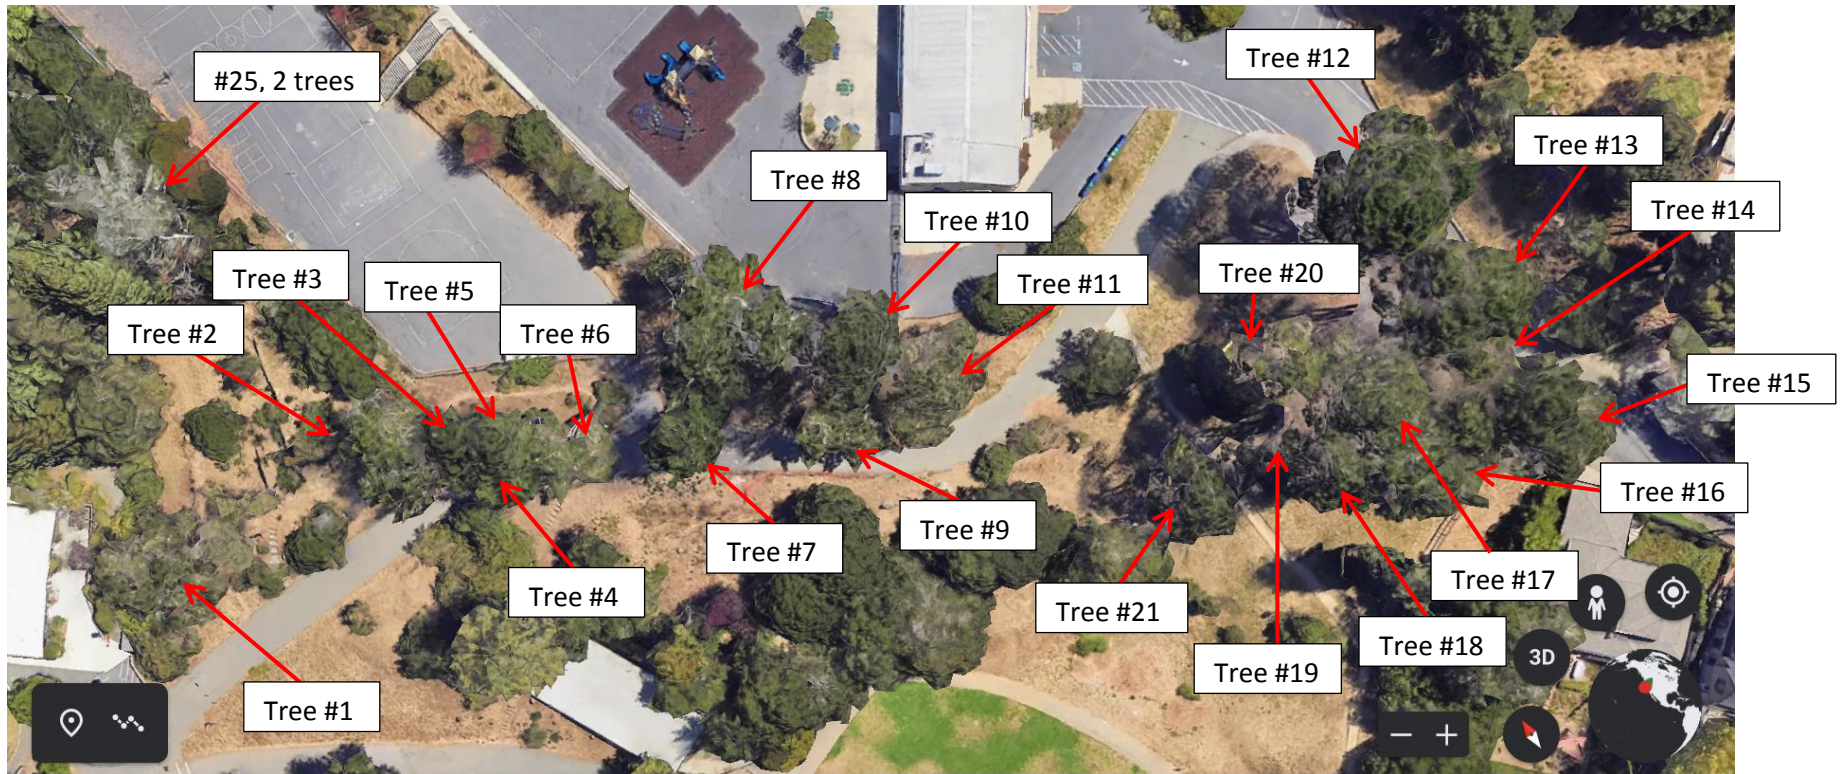 Tree #12
#25, 2 trees
Tree #13
Tree #8
Tree #14
Tree #10
Tree #3
Tree #20
Tree #5
Tree #11
Tree #2
Tree #6
Tree #15
Tree #16
Tree #9
Tree #7
Tree #17
Tree #4
Tree #21
Tree #18
3D
Tree #19
Tree #1